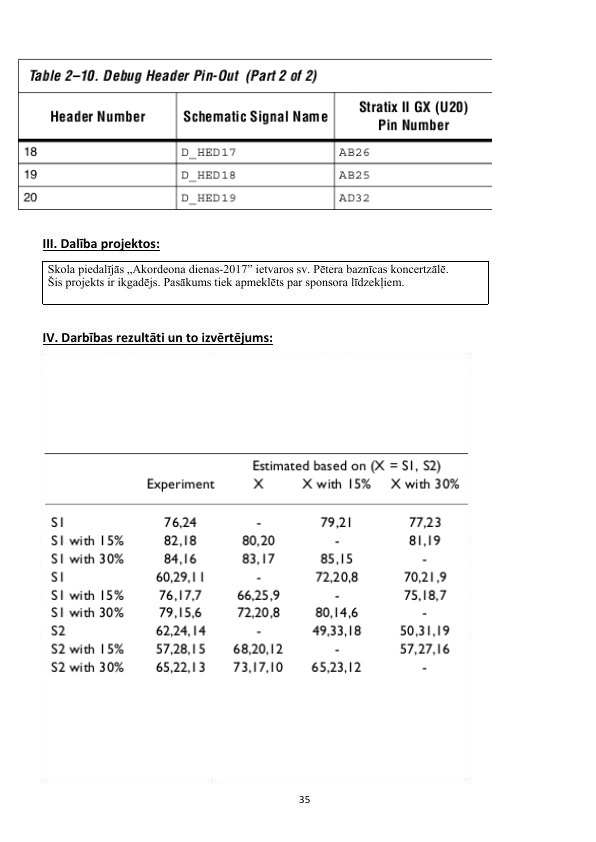 Table 2–10. Debug Header Pin-Out (Part 2 of 2)
Header Number Schematic Signal Name Stratix II GX (U20) Pin Number
18 D_HED17 AB26
19 D_HED18 AB25
20 D_HED19 AD32
III. Dalība projektos:
Skola piedalījās „Akordeona dienas-2017” ietvaros sv. Pētera baznīcas koncertzālē.
Šis projekts ir ikgadējs. Pasākums tiek apmeklēts par sponsora līdzekļiem.
IV. Darbības rezultāti un to izvērtējums:
Estimated based on (X = S1, S2)
Experiment X X with 15% X with 30%
S1 76,24 - 79,21 77,23
S1 with 15% 82,18 80,20 - 81,19
S1 with 30% 84,16 83,17 85,15 -
S1 60,29,11 - 72,20,8 70,21,9
S1 with 15% 76,17,7 66,25,9 - 75,18,7
S1 with 30% 79,15,6 72,20,8 80,14,6 -
S2 62,24,14 - 49,33,18 50,31,19
S2 with 15% 57,28,15 68,20,12 - 57,27,16
S2 with 30% 65,22,13 73,17,10 65,23,12 -
35